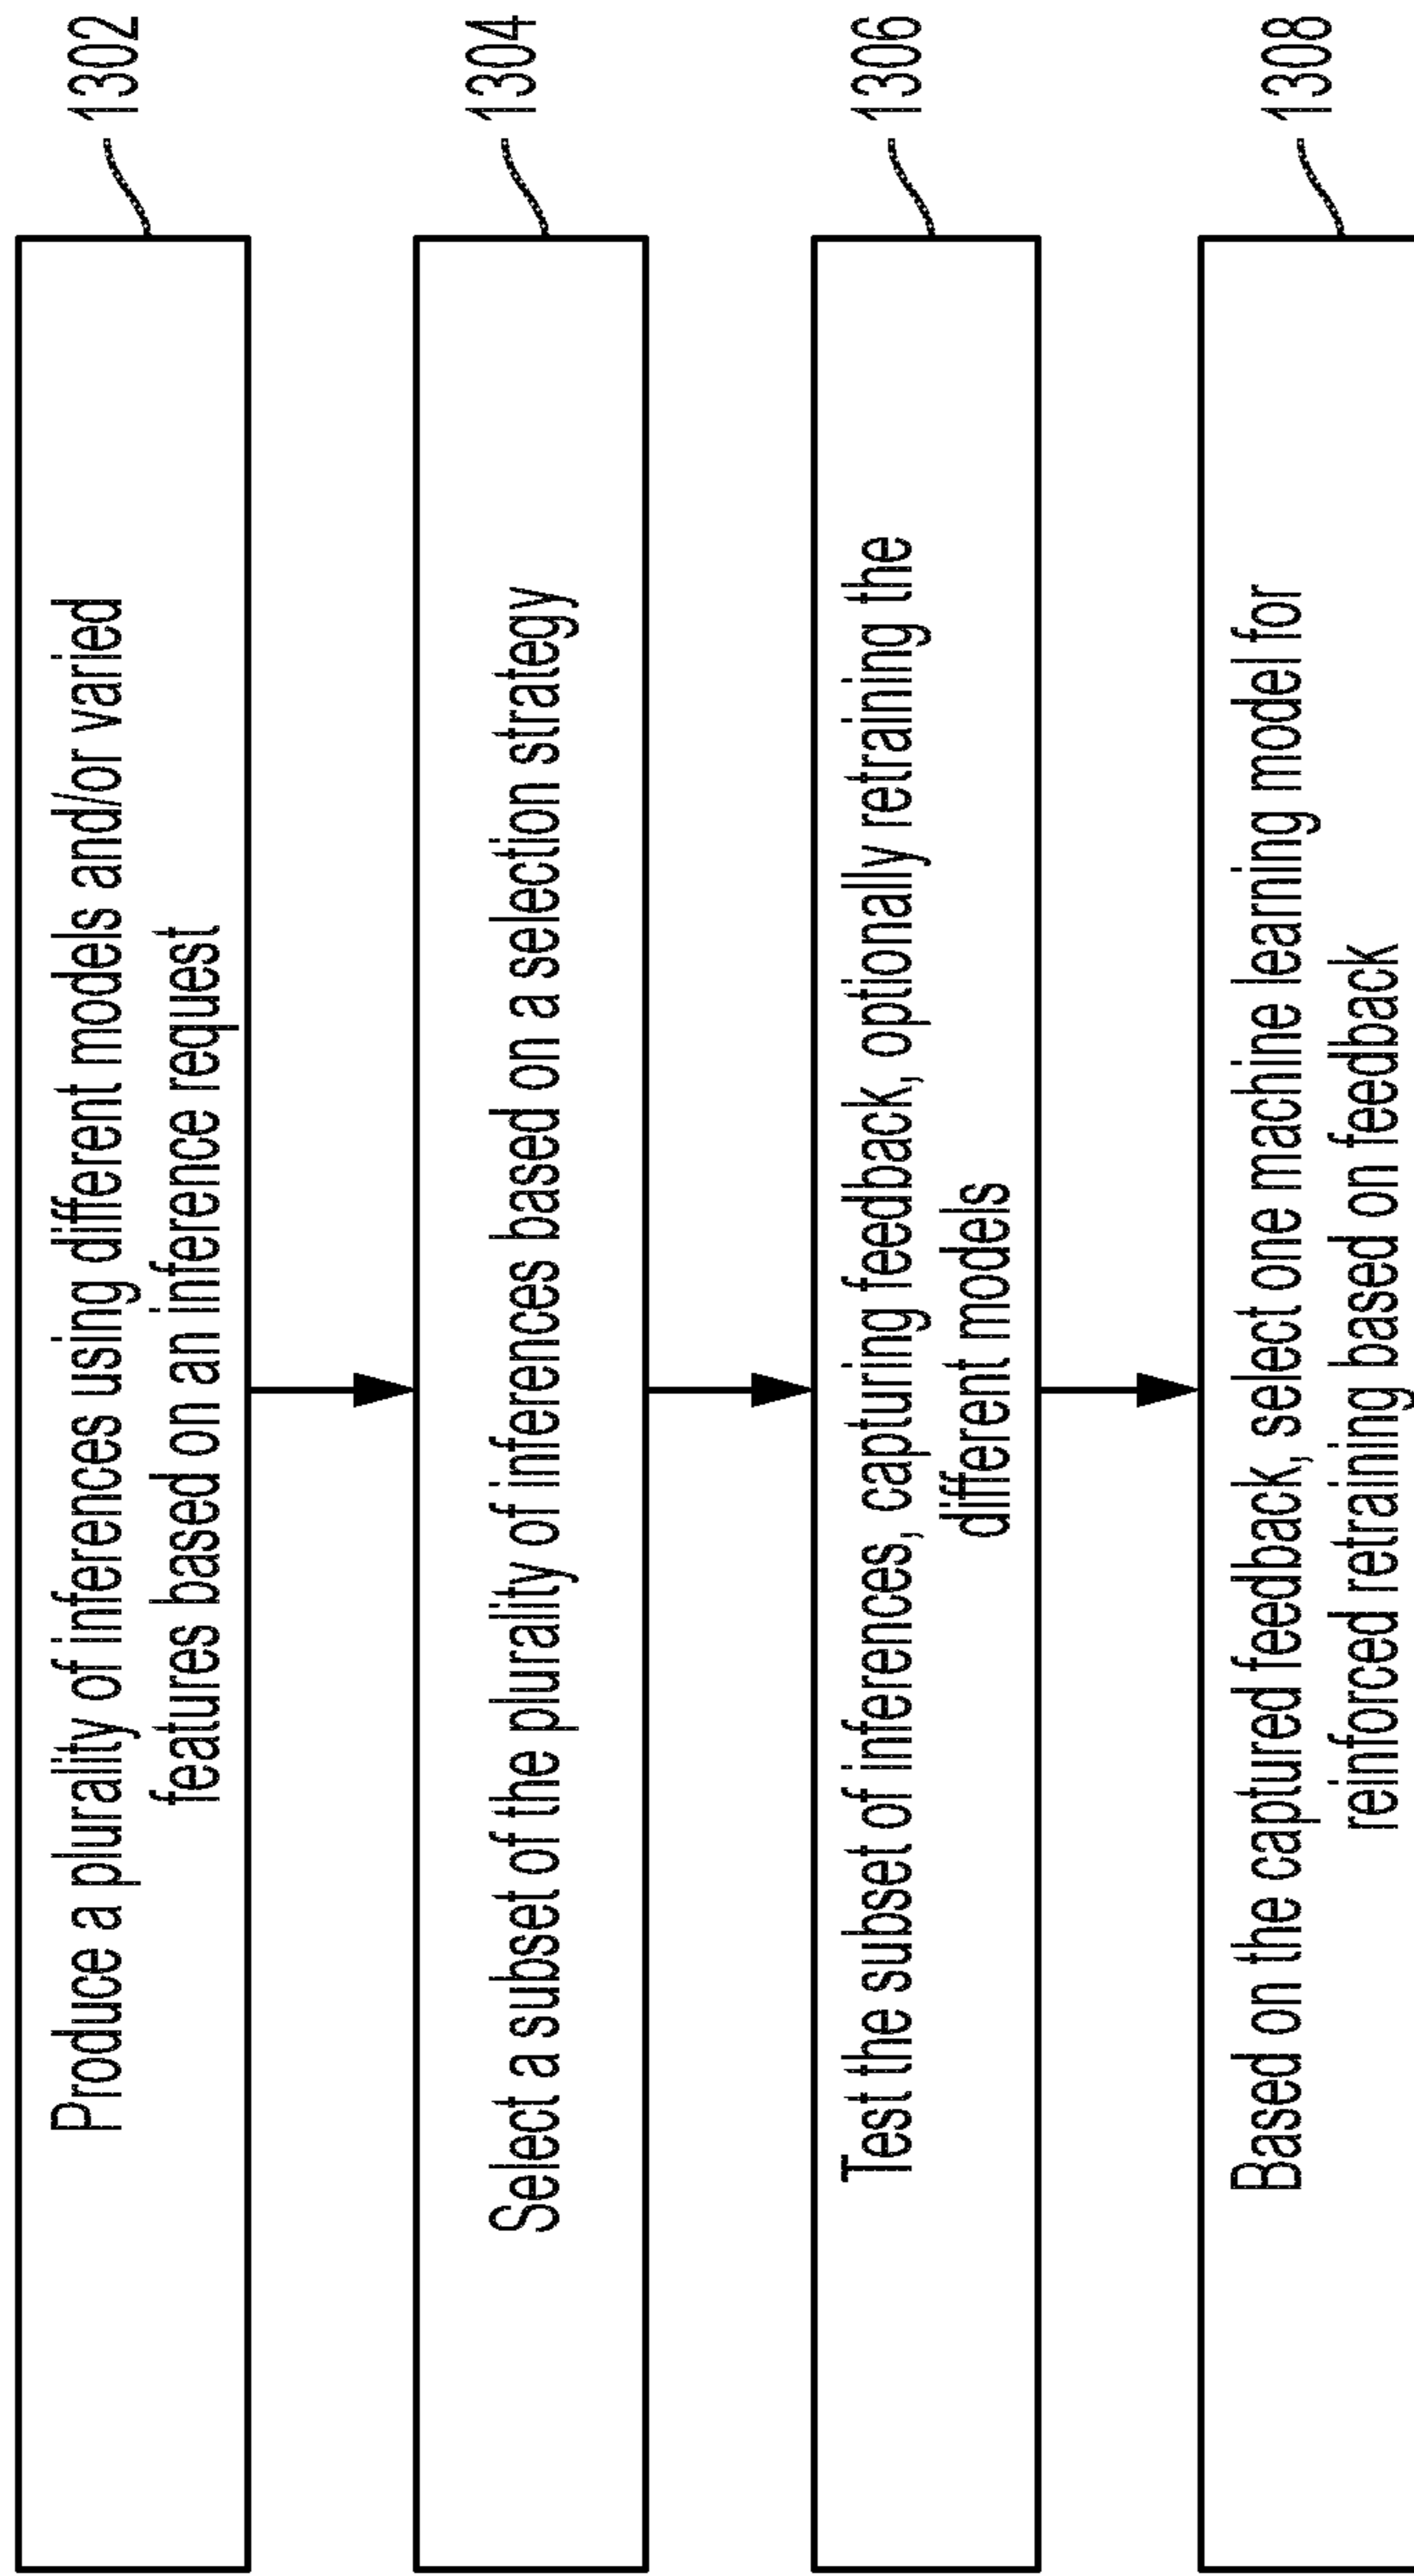 Produce a plurality of inferences using different models and/or varied
features based on an inference request
1302
Select a subset of the plurality of inferences based on a selection strategy
1304
Test the subset of inferences, capturing feedback, optionally retraining the
different models
1306
Based on the captured feedback, select one machine learning model for
reinforced retraining based on feedback
1308